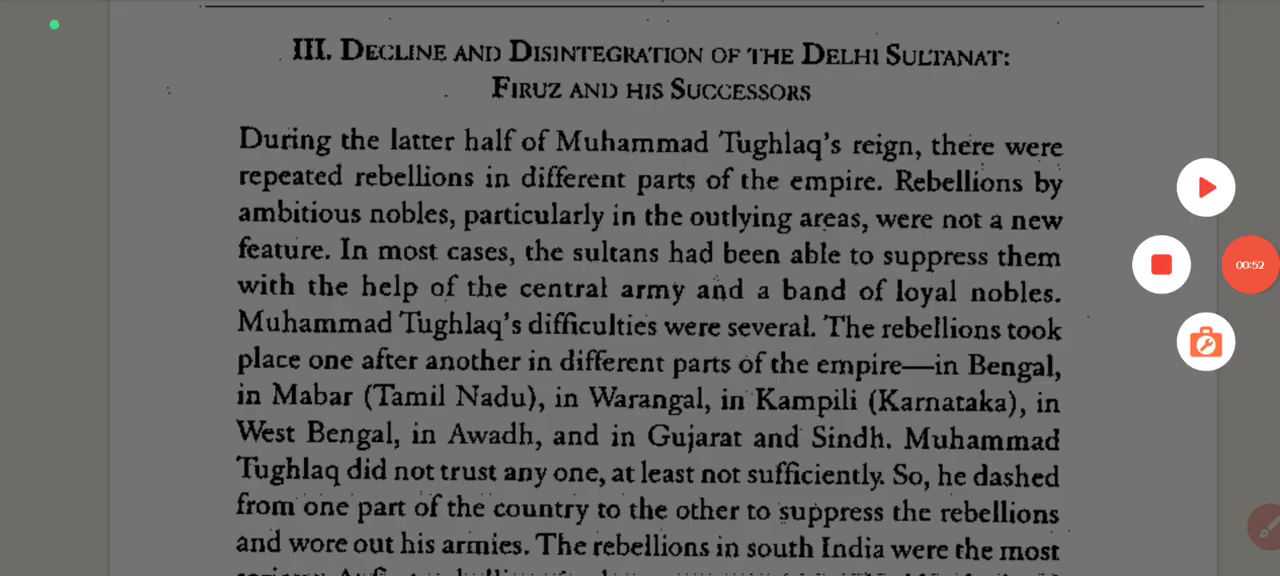 III. DECLINE AND DISINTEGRATION OF THE DELHI SULTANAT:
FIRUZ AND HIS SUCCESSORS
During the latter half of Muhammad Tughlaq's reign, there were
repeated rebellions in different parts of the empire. Rebellions by
ambitious nobles, particularly in the outlying areas, were not a new
feature. In most cases, the sultans had been able to suppress them
with the help of the central army and a band of loyal nobles.
Muhammad Tughlaq's difficulties were several. The rebellions took
place one after another in different parts of the empire—in Bengal,
in Mabar (Tamil Nadu), in Warangal, in Kampili (Karnataka), in
West Bengal, in Awadh, and in Gujarat and Sindh. Muhammad
Tughlaq did not trust any one, at least not sufficiently. So, he dashed
from one part of the country to the other to suppress the rebellions
and wore out his armies. The rebellions in south India were the most
00:52